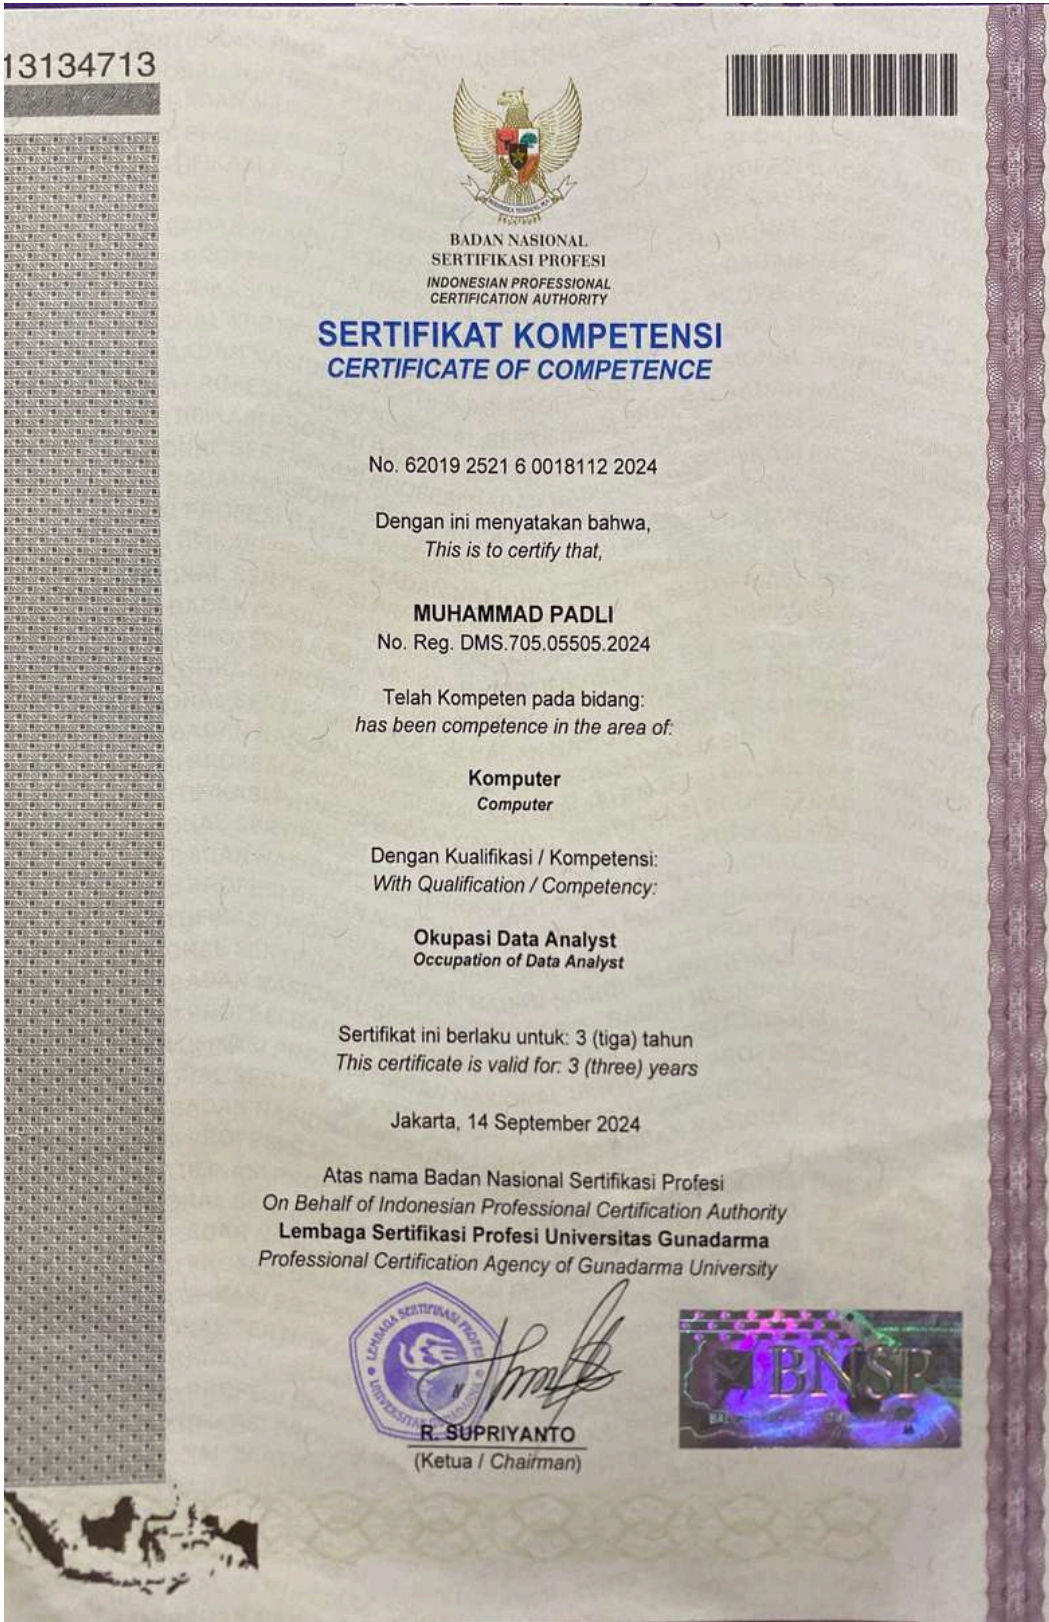 13134713
BADAN NASIONAL
SERTIFIKASI PROFESI
INDONESIAN PROFESSIONAL
CERTIFICATION AUTHORITY
SERTIFIKAT KOMPETENSI
CERTIFICATE OF COMPETENCE
No. 62019 2521 6 0018112 2024
Dengan ini menyatakan bahwa,
This is to certify that,
MUHAMMAD PADLI
No. Reg. DMS.705.05505.2024
Telah Kompeten pada bidang:
has been competence in the area of:
Komputer
Computer
Dengan Kualifikasi / Kompetensi:
With Qualification / Competency:
Okupasi Data Analyst
Occupation of Data Analyst
Sertifikat ini berlaku untuk: 3 (tiga) tahun
This certificate is valid for: 3 (three) years
Jakarta, 14 September 2024
Atas nama Badan Nasional Sertifikasi Profesi
On Behalf of Indonesian Professional Certification Authority
Lembaga Sertifikasi Profesi Universitas Gunadarma
Professional Certification Agency of Gunadarma University
LEMBAGA SERTIFIKASI PROFESI
UNIVERSITAS GUNADARMA
BNSP
R. SUPRIYANTO
(Ketua / Chairman)